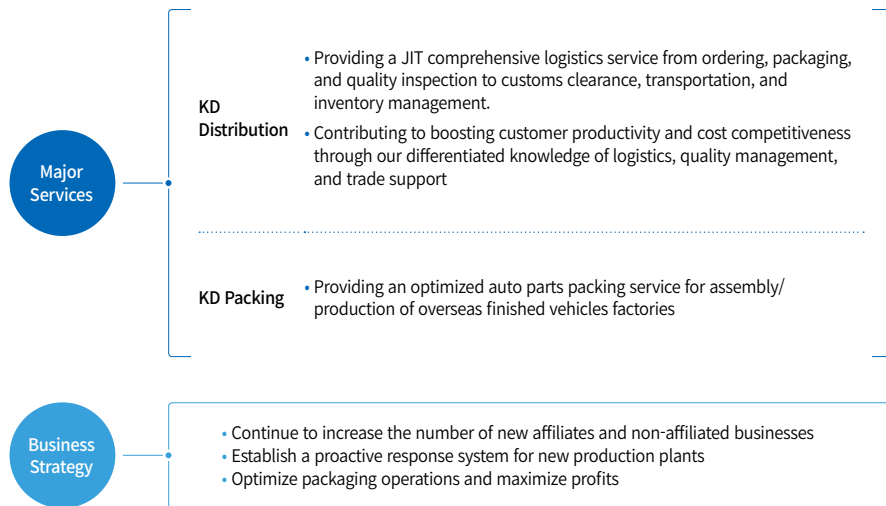 Major
Services
KD
Distribution
• Providing a JIT comprehensive logistics service from ordering, packaging,
and quality inspection to customs clearance, transportation, and
inventory management.
• Contributing to boosting customer productivity and cost competitiveness
through our differentiated knowledge of logistics, quality management,
and trade support
KD Packing
• Providing an optimized auto parts packing service for assembly/
production of overseas finished vehicles factories
Business
Strategy
• Continue to increase the number of new affiliates and non-affiliated businesses
• Establish a proactive response system for new production plants
• Optimize packaging operations and maximize profits